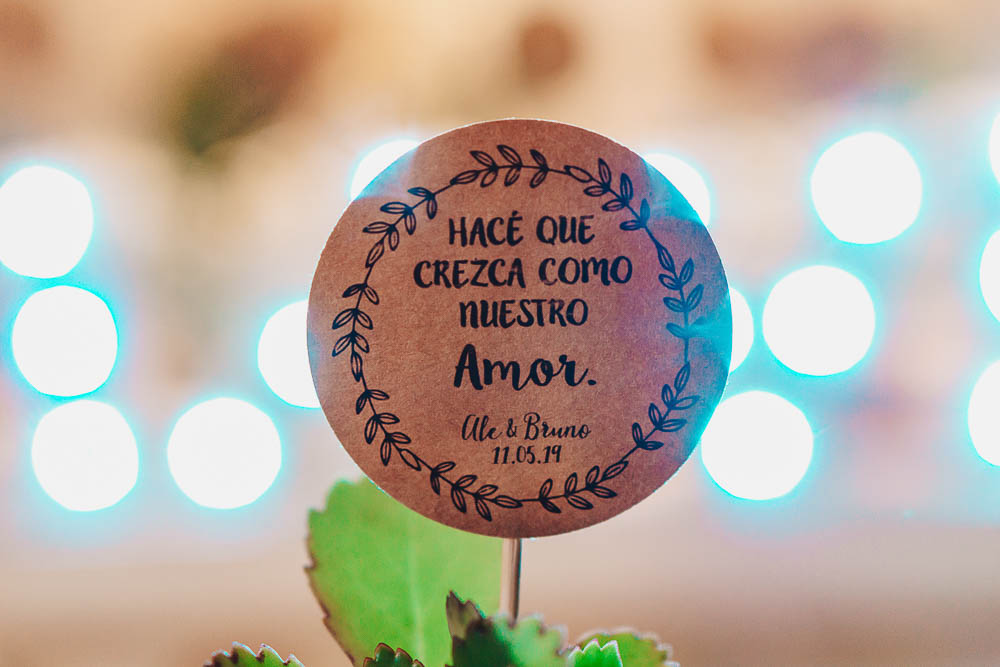 HACÉ QUE
CREZCA COMO
NUESTRO
Amor.
Ale & Bruno
11.05.19